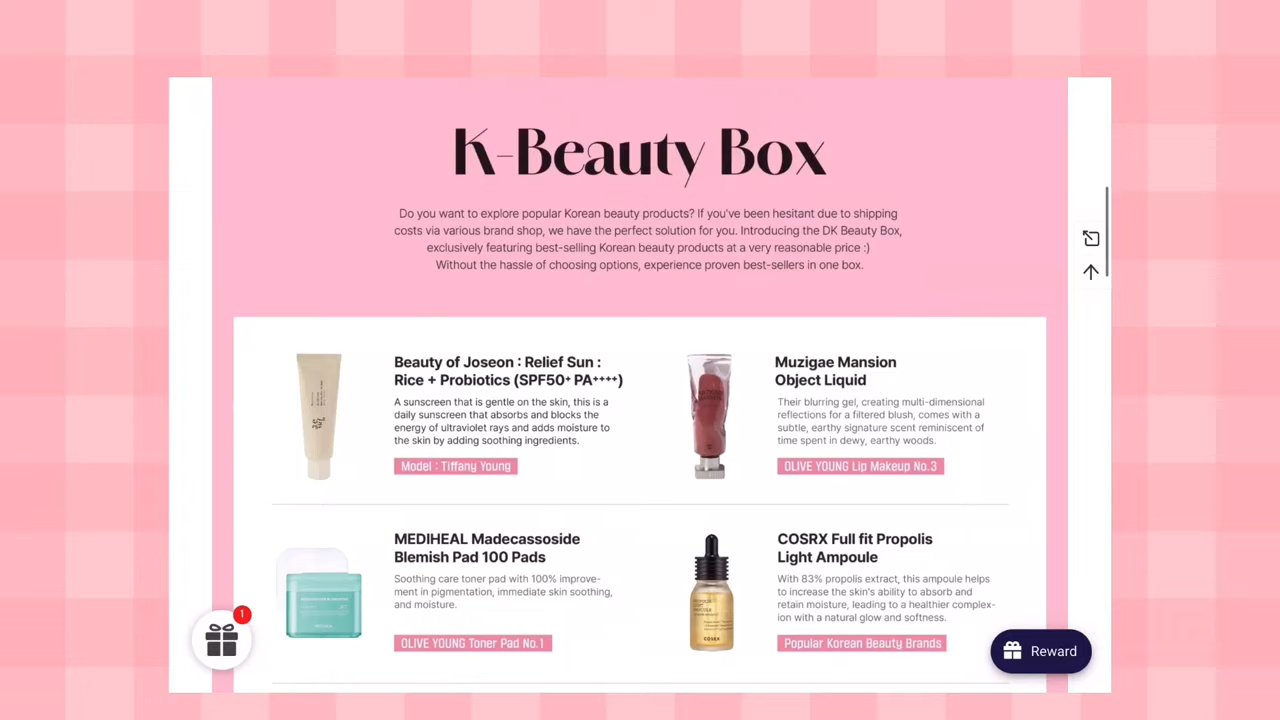 K-Beauty Box
Do you want to explore popular Korean beauty products? If you've been hesitant due to shipping
costs via various brand shop, we have the perfect solution for you. Introducing the DK Beauty Box,
exclusively featuring best-selling Korean beauty products at a very reasonable price :)
Without the hassle of choosing options, experience proven best-sellers in one box.
Beauty of Joseon : Relief Sun :
Rice + Probiotics (SPF50+ PA++++)
A sunscreen that is gentle on the skin, this is a
daily sunscreen that absorbs and blocks the
energy of ultraviolet rays and adds moisture to
the skin by adding soothing ingredients.
Model : Tiffany Young
Muzigae Mansion
Object Liquid
Their blurring gel, creating multi-dimensional
reflections for a filtered blush, comes with a
subtle, earthy signature scent reminiscent of
time spent in dewy, earthy woods.
OLIVE YOUNG Lip Makeup No.3
MEDIHEAL Madecassoside
Blemish Pad 100 Pads
Soothing care toner pad with 100% improve-
ment in pigmentation, immediate skin soothing,
and moisture.
OLIVE YOUNG Toner Pad No.1
COSRX Full fit Propolis
Light Ampoule
With 83% propolis extract, this ampoule helps
to increase the skin's ability to absorb and
retain moisture, leading to a healthier complex-
ion with a natural glow and softness.
Popular Korean Beauty Brands
COSRX
1
Reward